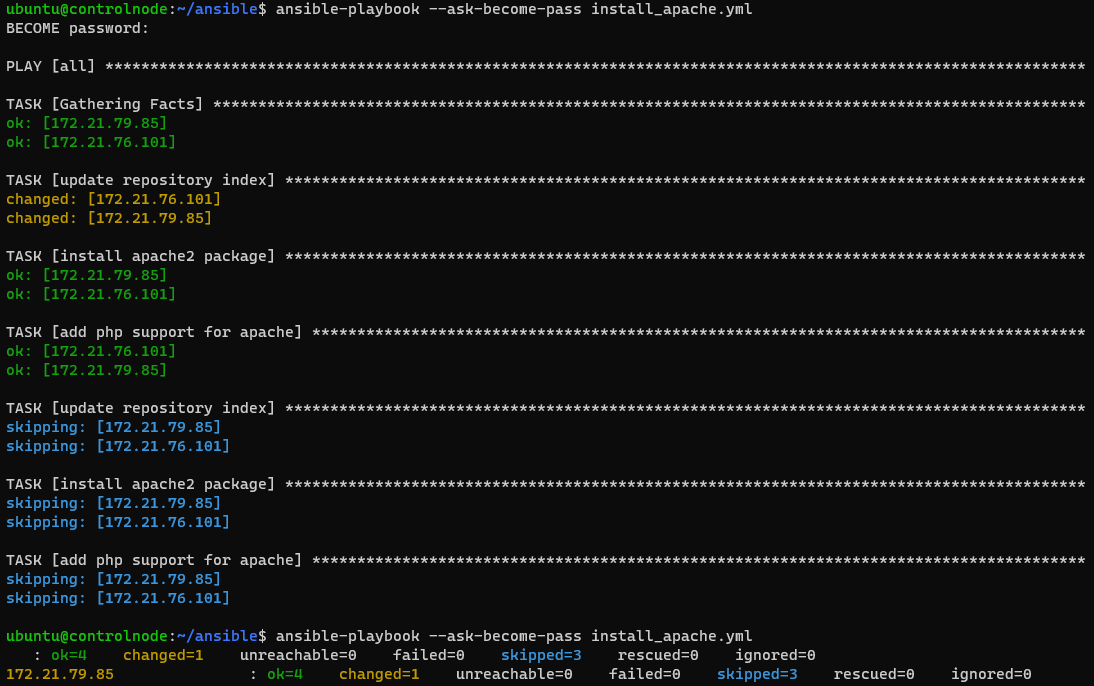 ubuntu@controlnode:~/ansible$ ansible-playbook --ask-become-pass install_apache.yml
BECOME password:
PLAY [all] *************************************************************************************************************
TASK [Gathering Facts] *************************************************************************************************
ok: [172.21.79.85]
ok: [172.21.76.101]
TASK [update repository index] *****************************************************************************************
changed: [172.21.76.101]
changed: [172.21.79.85]
TASK [install apache2 package] *****************************************************************************************
ok: [172.21.79.85]
ok: [172.21.76.101]
TASK [add php support for apache] **************************************************************************************
ok: [172.21.76.101]
ok: [172.21.79.85]
TASK [update repository index] *****************************************************************************************
skipping: [172.21.79.85]
skipping: [172.21.76.101]
TASK [install apache2 package] *****************************************************************************************
skipping: [172.21.79.85]
skipping: [172.21.76.101]
TASK [add php support for apache] **************************************************************************************
skipping: [172.21.79.85]
skipping: [172.21.76.101]
ubuntu@controlnode:~/ansible$ ansible-playbook --ask-become-pass install_apache.yml
: ok=4    changed=1    unreachable=0    failed=0    skipped=3    rescued=0    ignored=0
172.21.79.85               : ok=4    changed=1    unreachable=0    failed=0    skipped=3    rescued=0    ignored=0